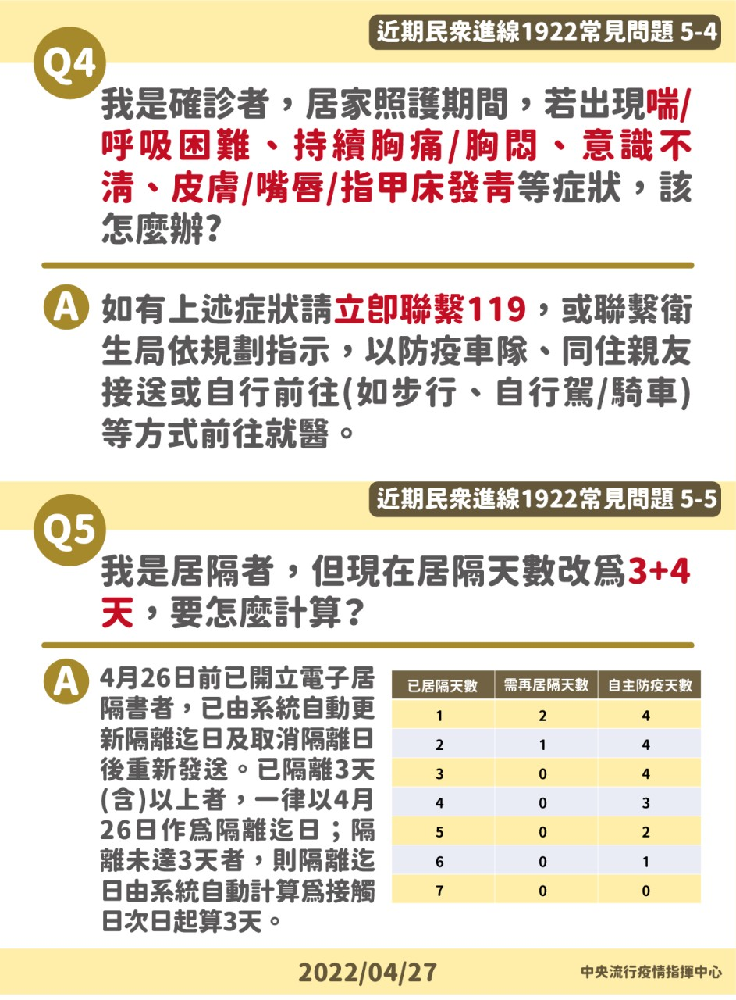 近期民衆進線1922常見問題 5-4
Q4
我是確診者，居家照護期間，若出現喘/
呼吸困難、持續胸痛/胸悶、意識不
清、皮膚/嘴唇/指甲床發青等症狀，該
怎麼辦?
A
如有上述症狀請立即聯繫119，或聯繫衛
生局依規劃指示，以防疫車隊、同住親友
接送或自行前往(如步行、自行駕/騎車)
等方式前往就醫。
近期民衆進線1922常見問題 5-5
Q5
我是居隔者，但現在居隔天數改爲3+4
天，要怎麼計算?
A
4月26日前已開立電子居
隔書者，已由系統自動更
新隔離迄日及取消隔離日
後重新發送。已隔離3天
(含)以上者，一律以4月
26日作爲隔離迄日；隔
離未達3天者，則隔離迄
日由系統自動計算爲接觸
日次日起算3天。
已居隔天數 需再居隔天數 自主防疫天數
1 2 4
2 1 4
3 0 4
4 0 3
5 0 2
6 0 1
7 0 0
2022/04/27
中央流行疫情指揮中心